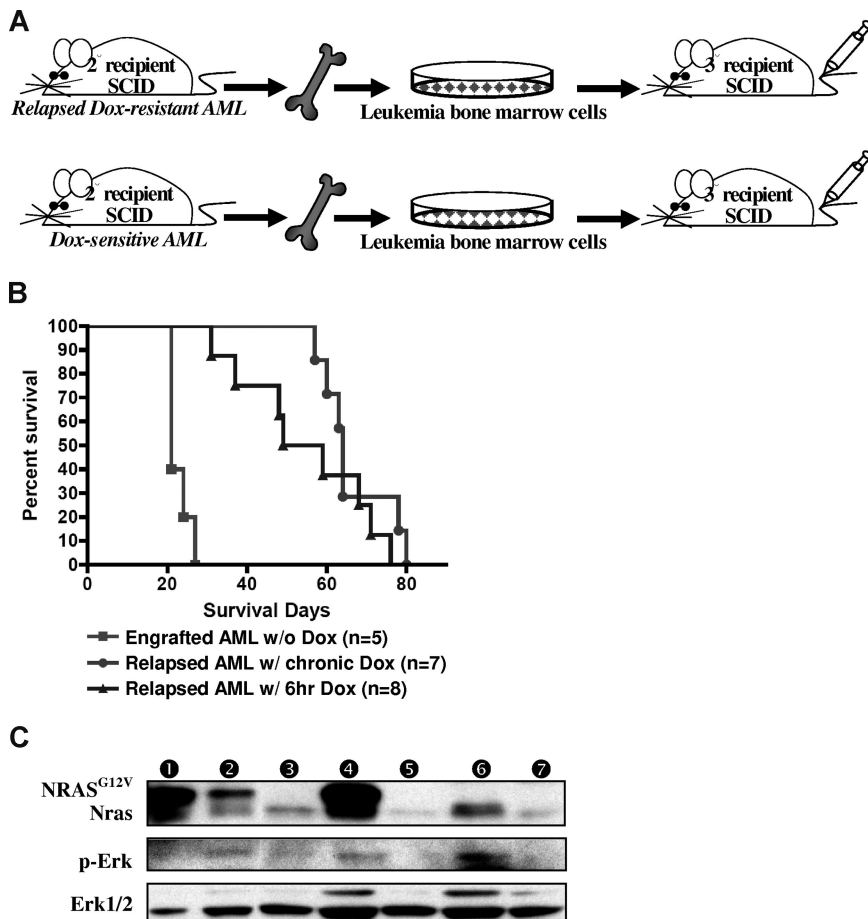 A
2˚ recipient
SCID
Relapsed Dox-resistant AML
Leukemia bone marrow cells
3˚ recipient
SCID
2˚ recipient
SCID
Dox-sensitive AML
Leukemia bone marrow cells
3˚ recipient
SCID
B
Percent survival
100
90
80
70
60
50
40
30
20
10
0
0 20 40 60 80
Survival Days
Engrafted AML w/o Dox (n=5)
Relapsed AML w/ chronic Dox (n=7)
Relapsed AML w/ 6hr Dox (n=8)
C
1 2 3 4 5 6 7
NRASG12V
Nras
p-Erk
Erk1/2